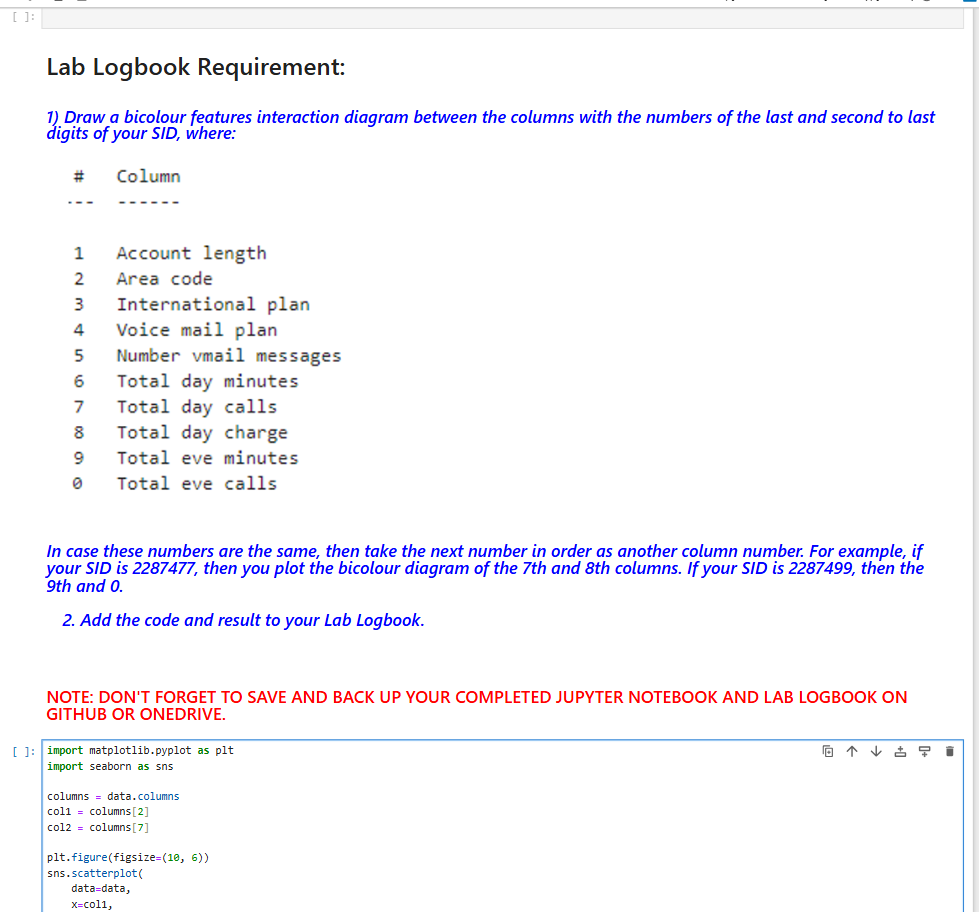 [ ]:
Lab Logbook Requirement:
1) Draw a bicolour features interaction diagram between the columns with the numbers of the last and second to last
digits of your SID, where:
# Column
--- ------
1 Account length
2 Area code
3 International plan
4 Voice mail plan
5 Number vmail messages
6 Total day minutes
7 Total day calls
8 Total day charge
9 Total eve minutes
0 Total eve calls
In case these numbers are the same, then take the next number in order as another column number. For example, if
your SID is 2287477, then you plot the bicolour diagram of the 7th and 8th columns. If your SID is 2287499, then the
9th and 0.
2. Add the code and result to your Lab Logbook.
NOTE: DON'T FORGET TO SAVE AND BACK UP YOUR COMPLETED JUPYTER NOTEBOOK AND LAB LOGBOOK ON
GITHUB OR ONEDRIVE.
[ ]: import matplotlib.pyplot as plt
import seaborn as sns
columns = data.columns
col1 = columns[2]
col2 = columns[7]
plt.figure(figsize=(10, 6))
sns.scatterplot(
data=data,
x=col1,